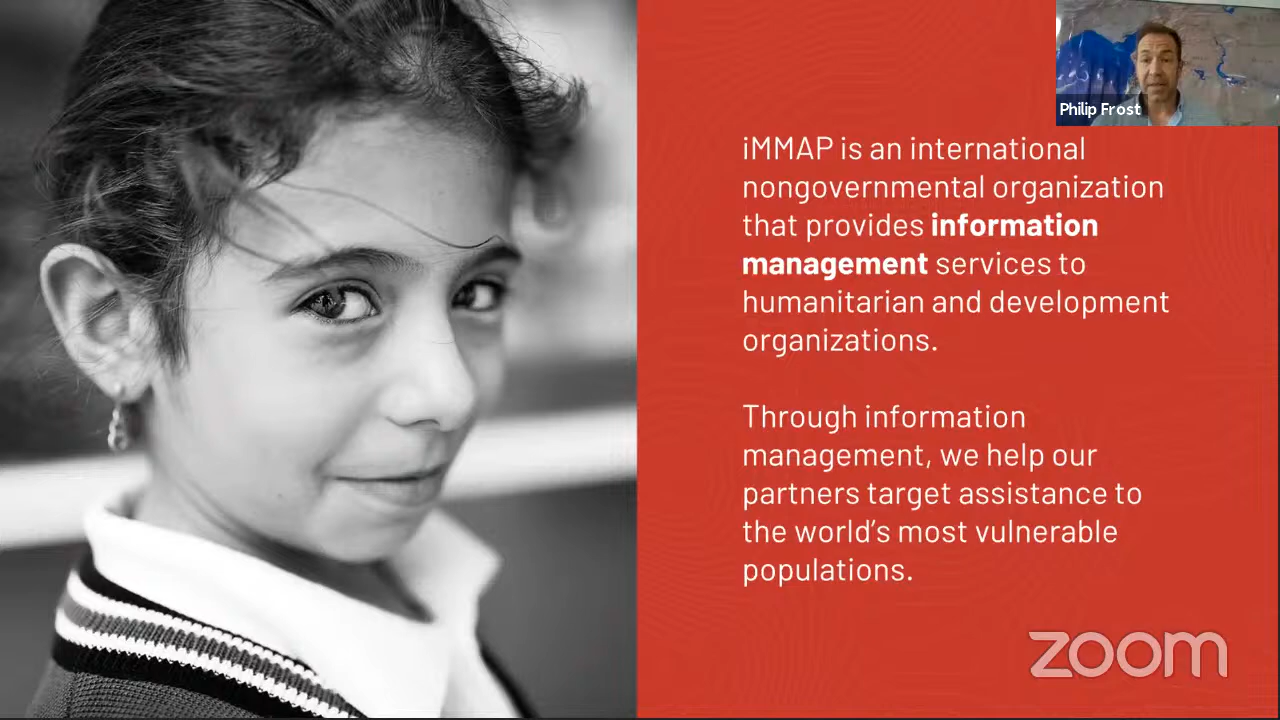 Philip Frost
iMMAP is an international
nongovernmental organization
that provides information
management services to
humanitarian and development
organizations.
Through information
management, we help our
partners target assistance to
the world's most vulnerable
populations.
zoom